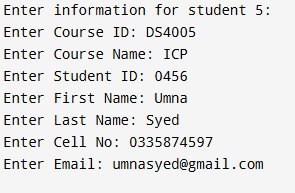 Enter information for student 5:
Enter Course ID: DS4005
Enter Course Name: ICP
Enter Student ID: 0456
Enter First Name: Umna
Enter Last Name: Syed
Enter Cell No: 0335874597
Enter Email: umnasyed@gmail.com